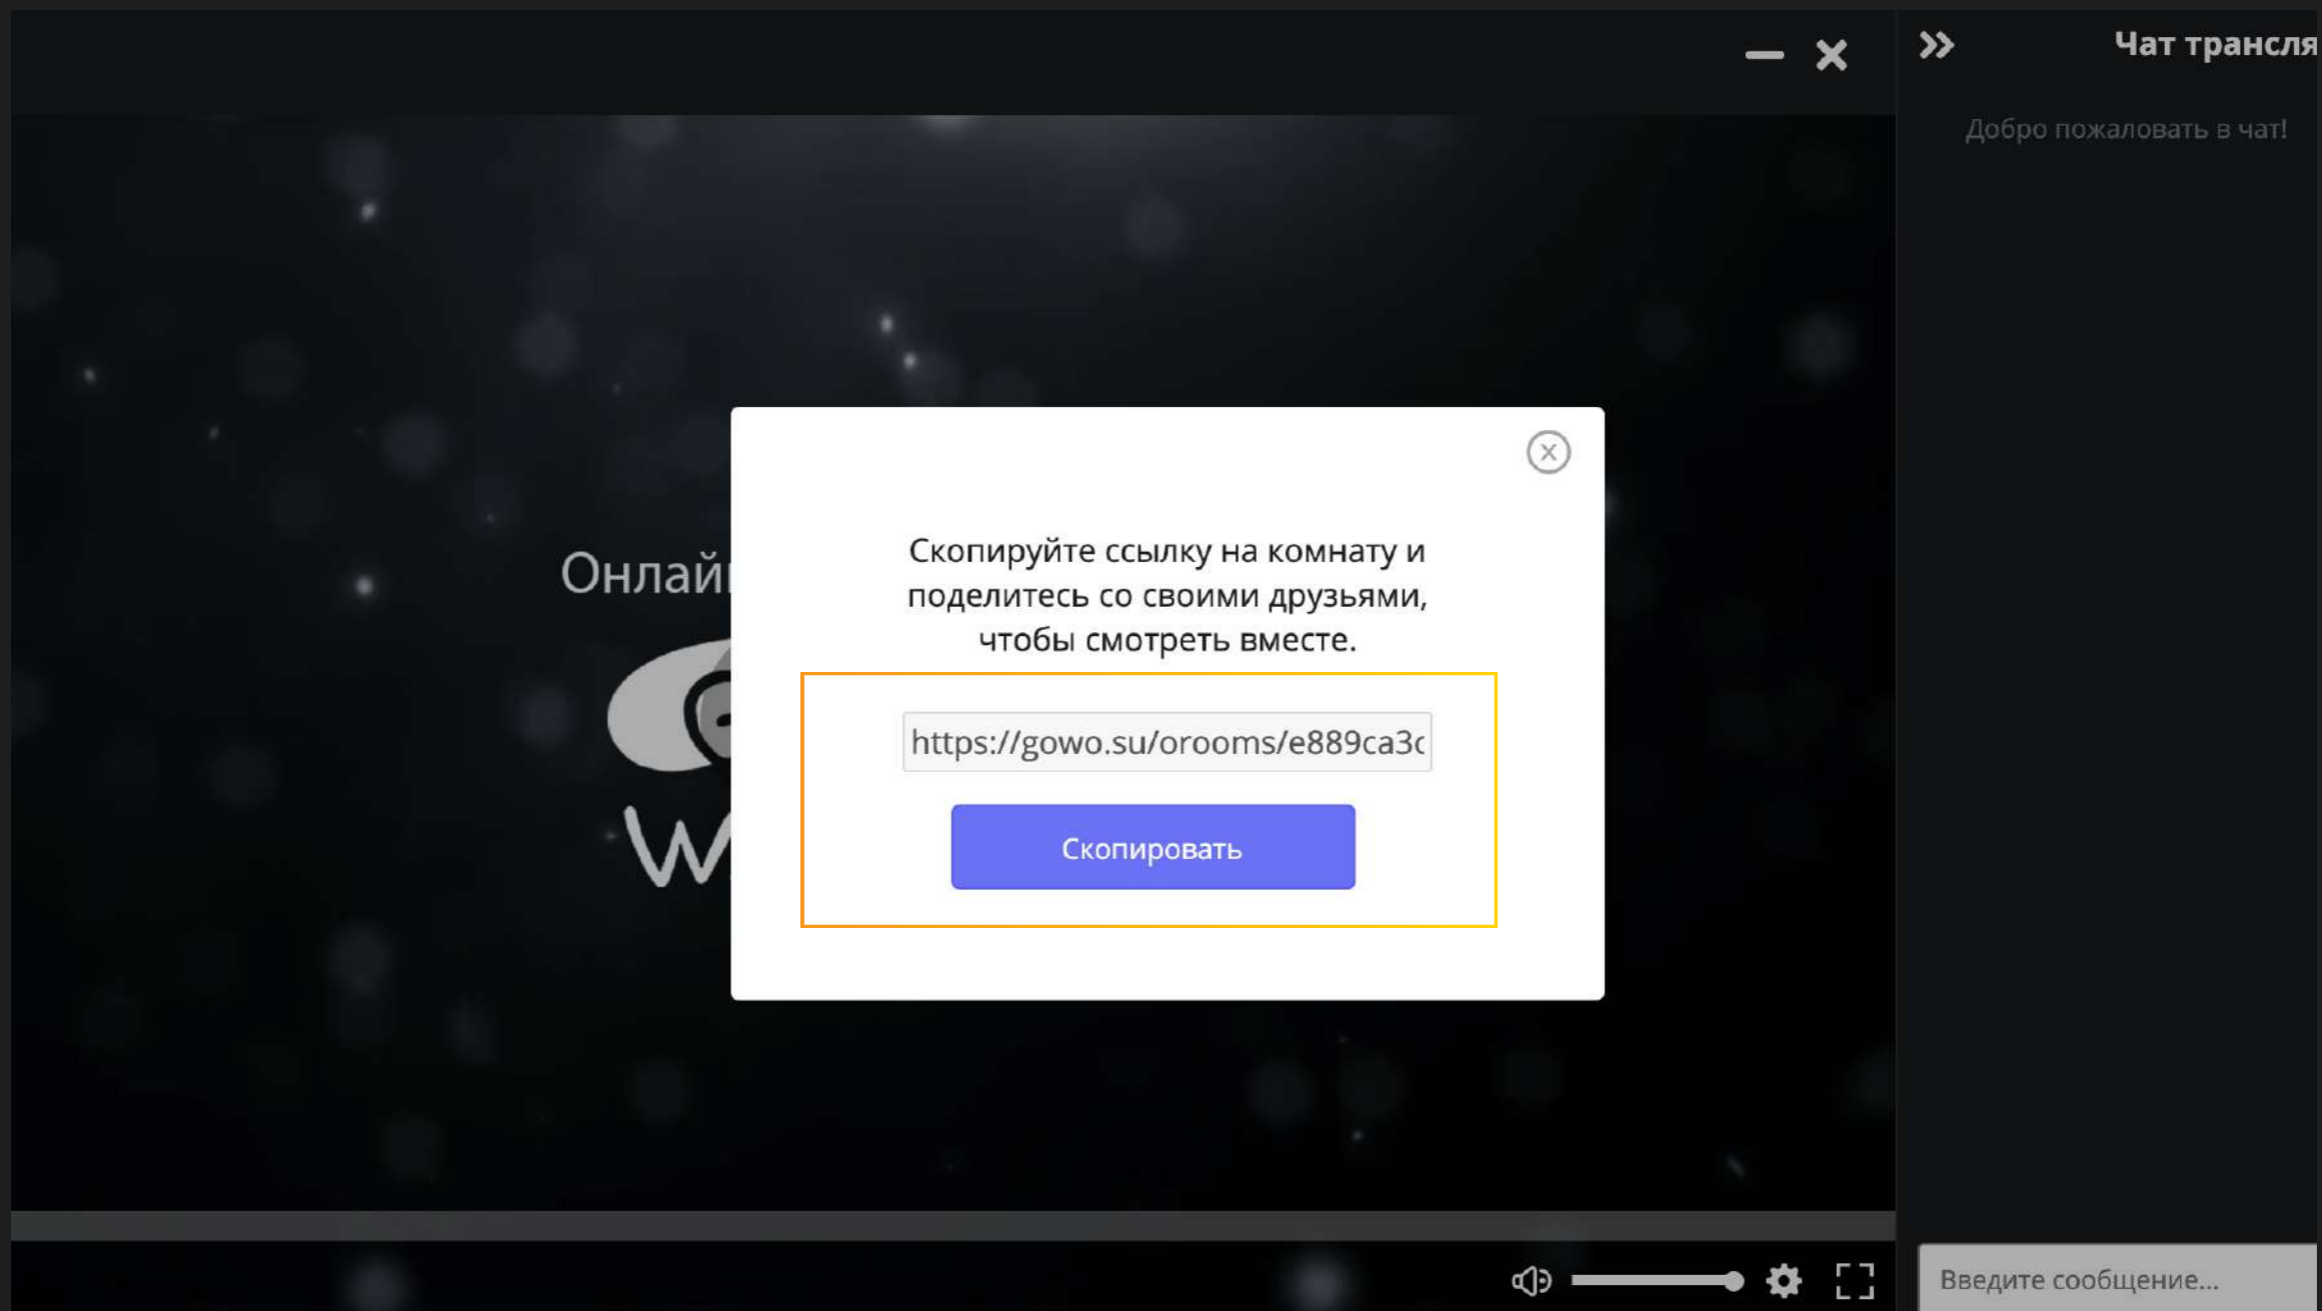 Чат трансля
Добро пожаловать в чат!
Скопируйте ссылку на комнату и
поделитесь со своими друзьями,
чтобы смотреть вместе.
https://gowo.su/orooms/e889ca3c
Скопировать
Онлай
W
Введите сообщение...